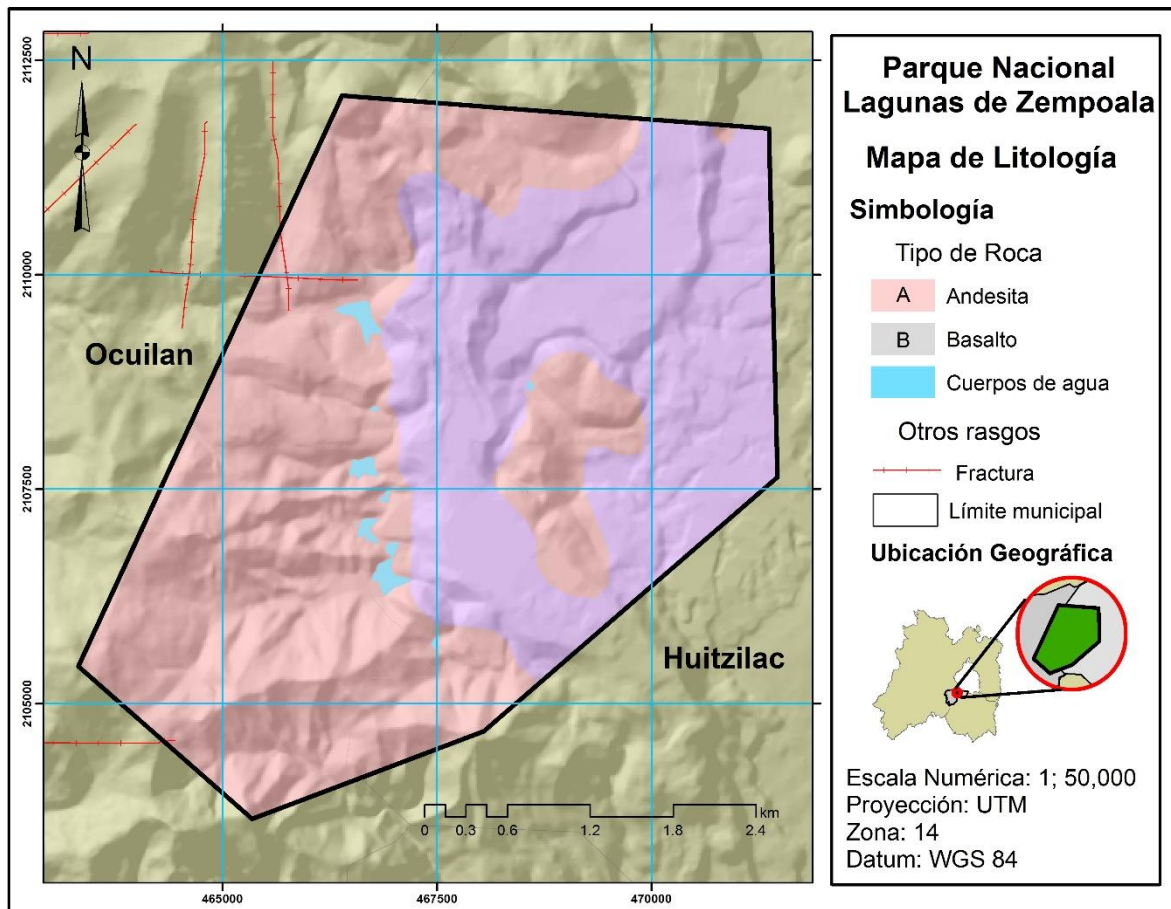 N
2112500
2110000
2107500
2105000
465000
467500
470000
Ocuilan
Huitzilac
km
0 0.3 0.6 1.2 1.8 2.4
Parque Nacional
Lagunas de Zempoala
Mapa de Litología
Simbología
Tipo de Roca
A Andesita
B Basalto
Cuerpos de agua
Otros rasgos
Fractura
Límite municipal
Ubicación Geográfica
Escala Numérica: 1; 50,000
Proyección: UTM
Zona: 14
Datum: WGS 84